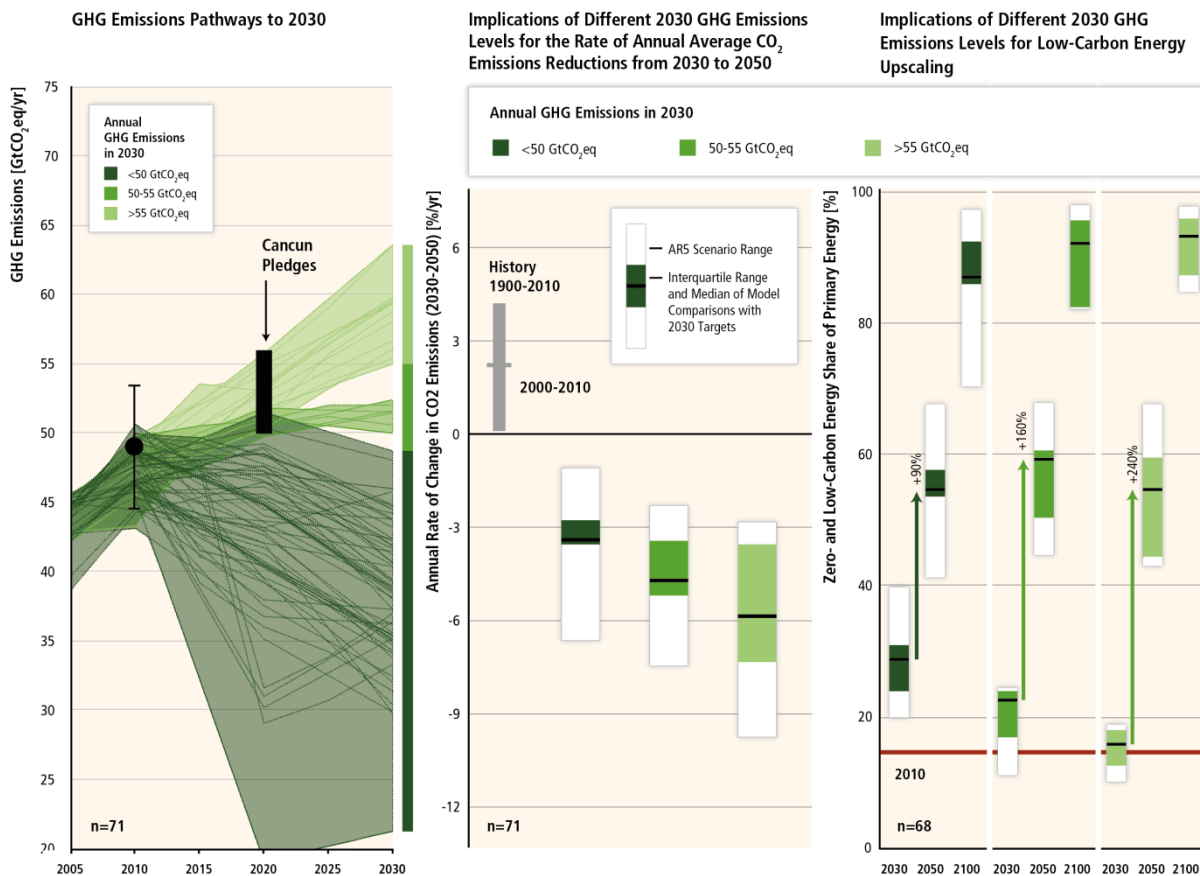 GHG Emissions Pathways to 2030
GHG Emissions [GtCO₂eq/yr]
75
70
65
60
55
50
45
40
35
30
25
20
Annual
GHG Emissions
in 2030
<50 GtCO₂eq
50-55 GtCO₂eq
>55 GtCO₂eq
Cancun
Pledges
n=71
2005
2010
2015
2020
2025
2030
Implications of Different 2030 GHG Emissions
Levels for the Rate of Annual Average CO₂
Emissions Reductions from 2030 to 2050
Implications of Different 2030 GHG
Emissions Levels for Low-Carbon Energy
Upscaling
Annual GHG Emissions in 2030
<50 GtCO₂eq
50-55 GtCO₂eq
>55 GtCO₂eq
Annual Rate of Change in CO2 Emissions (2030-2050) [%/yr]
6
3
0
-3
-6
-9
-12
History
1900-2010
2000-2010
AR5 Scenario Range
Interquartile Range
and Median of Model
Comparisons with
2030 Targets
n=71
Zero- and Low-Carbon Energy Share of Primary Energy [%]
100
80
60
40
20
0
+90%
+160%
+240%
2010
n=68
2030
2050
2100
2030
2050
2100
2030
2050
2100